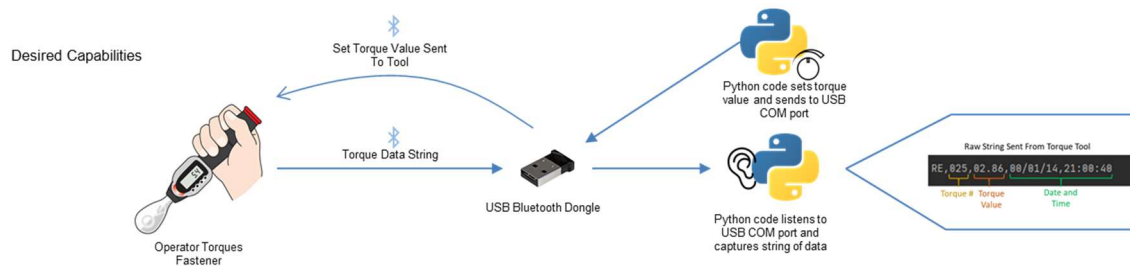 Desired Capabilities
Set Torque Value Sent
To Tool
Torque Data String
Operator Torques
Fastener
USB Bluetooth Dongle
Python code sets torque
value and sends to USB
COM port
Python code listens to
USB COM port and
captures string of data
Raw String Sent From Torque Tool
RE,025,02.86,00/01/14,21:00:40
Torque #
Torque
Value
Date and
Time